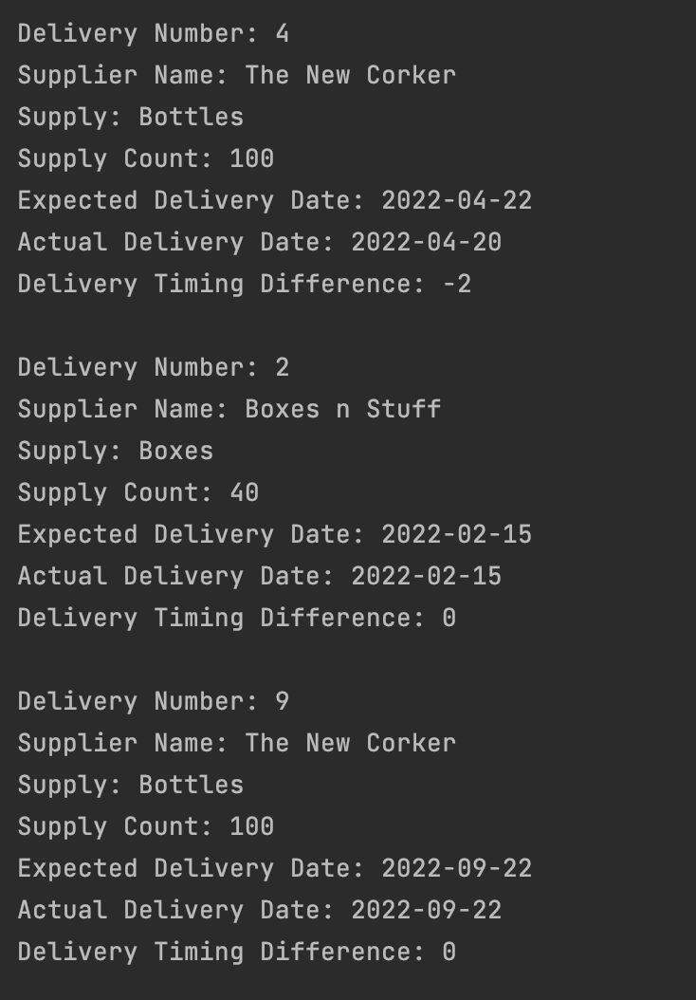 Delivery Number: 4
Supplier Name: The New Corker
Supply: Bottles
Supply Count: 100
Expected Delivery Date: 2022-04-22
Actual Delivery Date: 2022-04-20
Delivery Timing Difference: -2

Delivery Number: 2
Supplier Name: Boxes n Stuff
Supply: Boxes
Supply Count: 40
Expected Delivery Date: 2022-02-15
Actual Delivery Date: 2022-02-15
Delivery Timing Difference: 0

Delivery Number: 9
Supplier Name: The New Corker
Supply: Bottles
Supply Count: 100
Expected Delivery Date: 2022-09-22
Actual Delivery Date: 2022-09-22
Delivery Timing Difference: 0